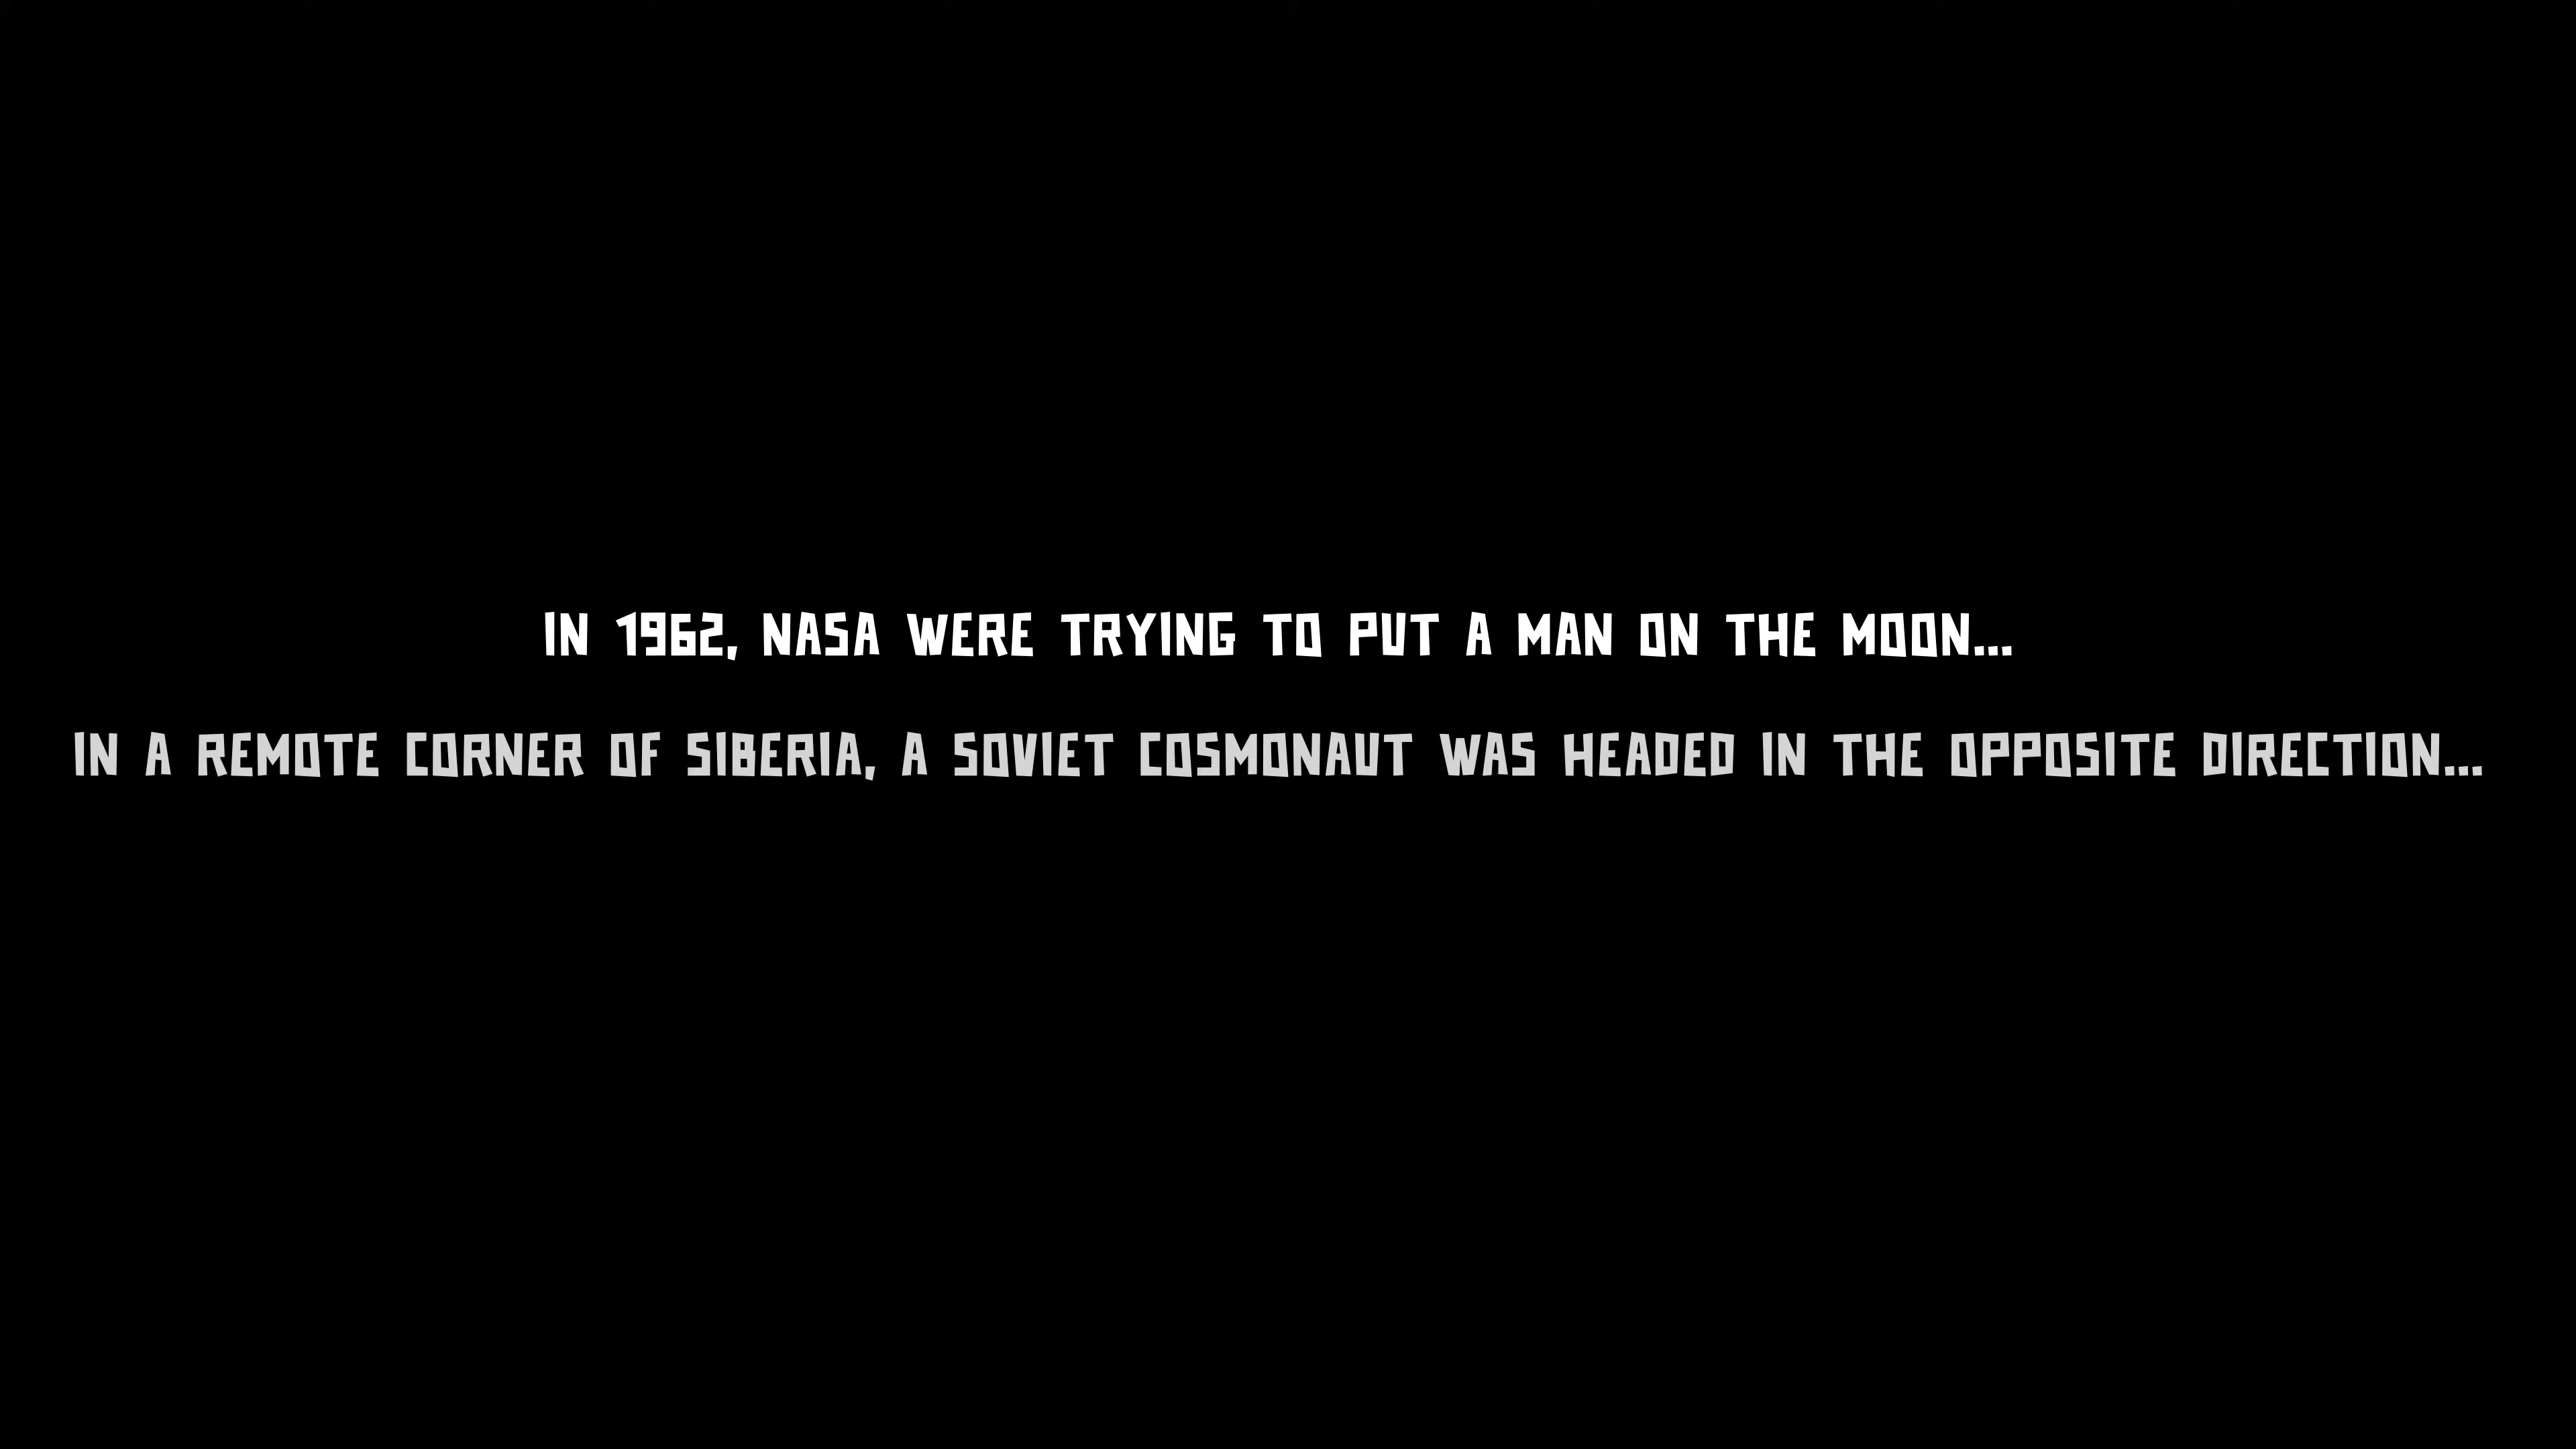 IN 1962, NASA WERE TRYING TO PUT A MAN ON THE MOON...
IN A REMOTE CORNER OF SIBERIA, A SOVIET COSMONAUT WAS HEADED IN THE OPPOSITE DIRECTION...